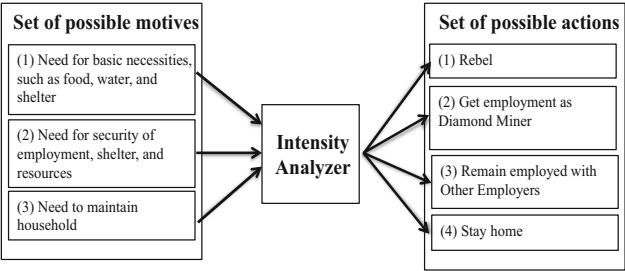 Set of possible motives
(1) Need for basic necessities,
such as food, water, and
shelter
(2) Need for security of
employment, shelter, and
resources
(3) Need to maintain
household
Intensity
Analyzer
Set of possible actions
(1) Rebel
(2) Get employment as
Diamond Miner
(3) Remain employed with
Other Employers
(4) Stay home